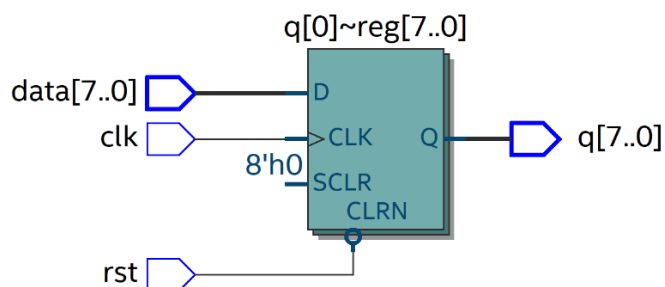 q[0]~reg[7..0]
data[7..0]
D
clk
CLK
Q
q[7..0]
8'h0
SCLR
CLRN
rst